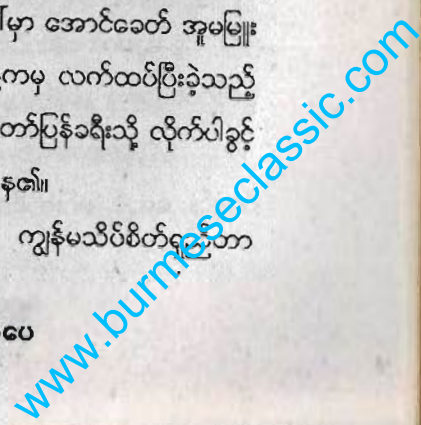 မှာ အောင်ခေတ် အူမမြူး
ကမှ လက်ထပ်ပြီးခဲ့သည့်
တာ်ပြန်ခရီးသို့ လိုက်ပါခွင့်
န၏။
ကျွန်မသိပ်စိတ်ရှည်တာ
ပေ
www.burmeseclassic.com